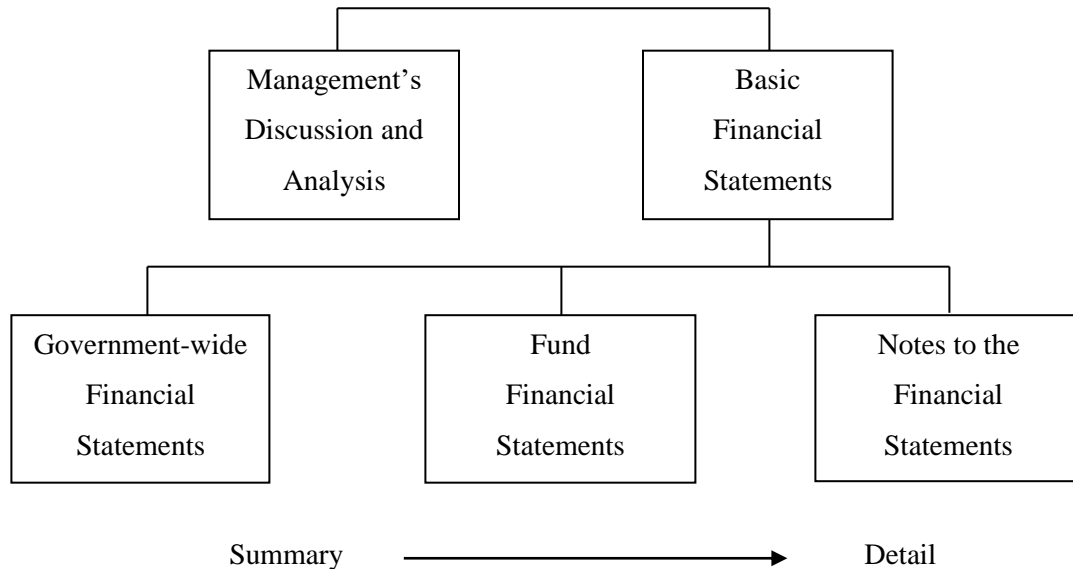 Management’s
Discussion and
Analysis
Basic
Financial
Statements
Government-wide
Financial
Statements
Fund
Financial
Statements
Notes to the
Financial
Statements
Summary
Detail